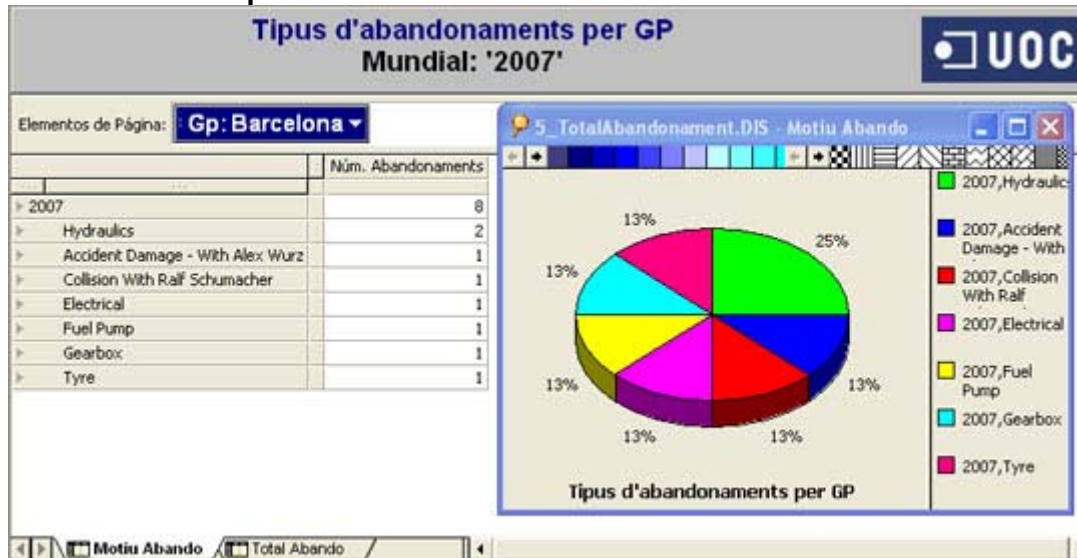 Tipus d'abandonaments per GP
Mundial: '2007'
UOC
Elementos de Página: Gp: Barcelona
Núm. Abandonaments
2007 8
Hydraulics 2
Accident Damage - With Alex Wurz 1
Collision With Ralf Schumacher 1
Electrical 1
Fuel Pump 1
Gearbox 1
Tyre 1
5_TotalAbandonament.DIS - Motiu Abando
13%
25%
13%
13%
13%
13%
13%
2007,Hydraulic
2007,Accident
Damage - With
2007,Collision
With Ralf
2007,Electrical
2007,Fuel
Pump
2007,Gearbox
2007,Tyre
Tipus d'abandonaments per GP
Motiu Abando
Total Abando